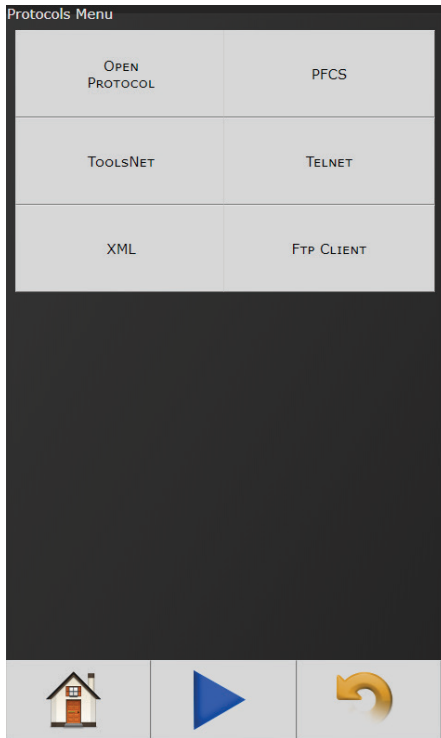 Protocols Menu
Open
Protocol
PFCS
ToolsNet
Telnet
XML
Ftp Client